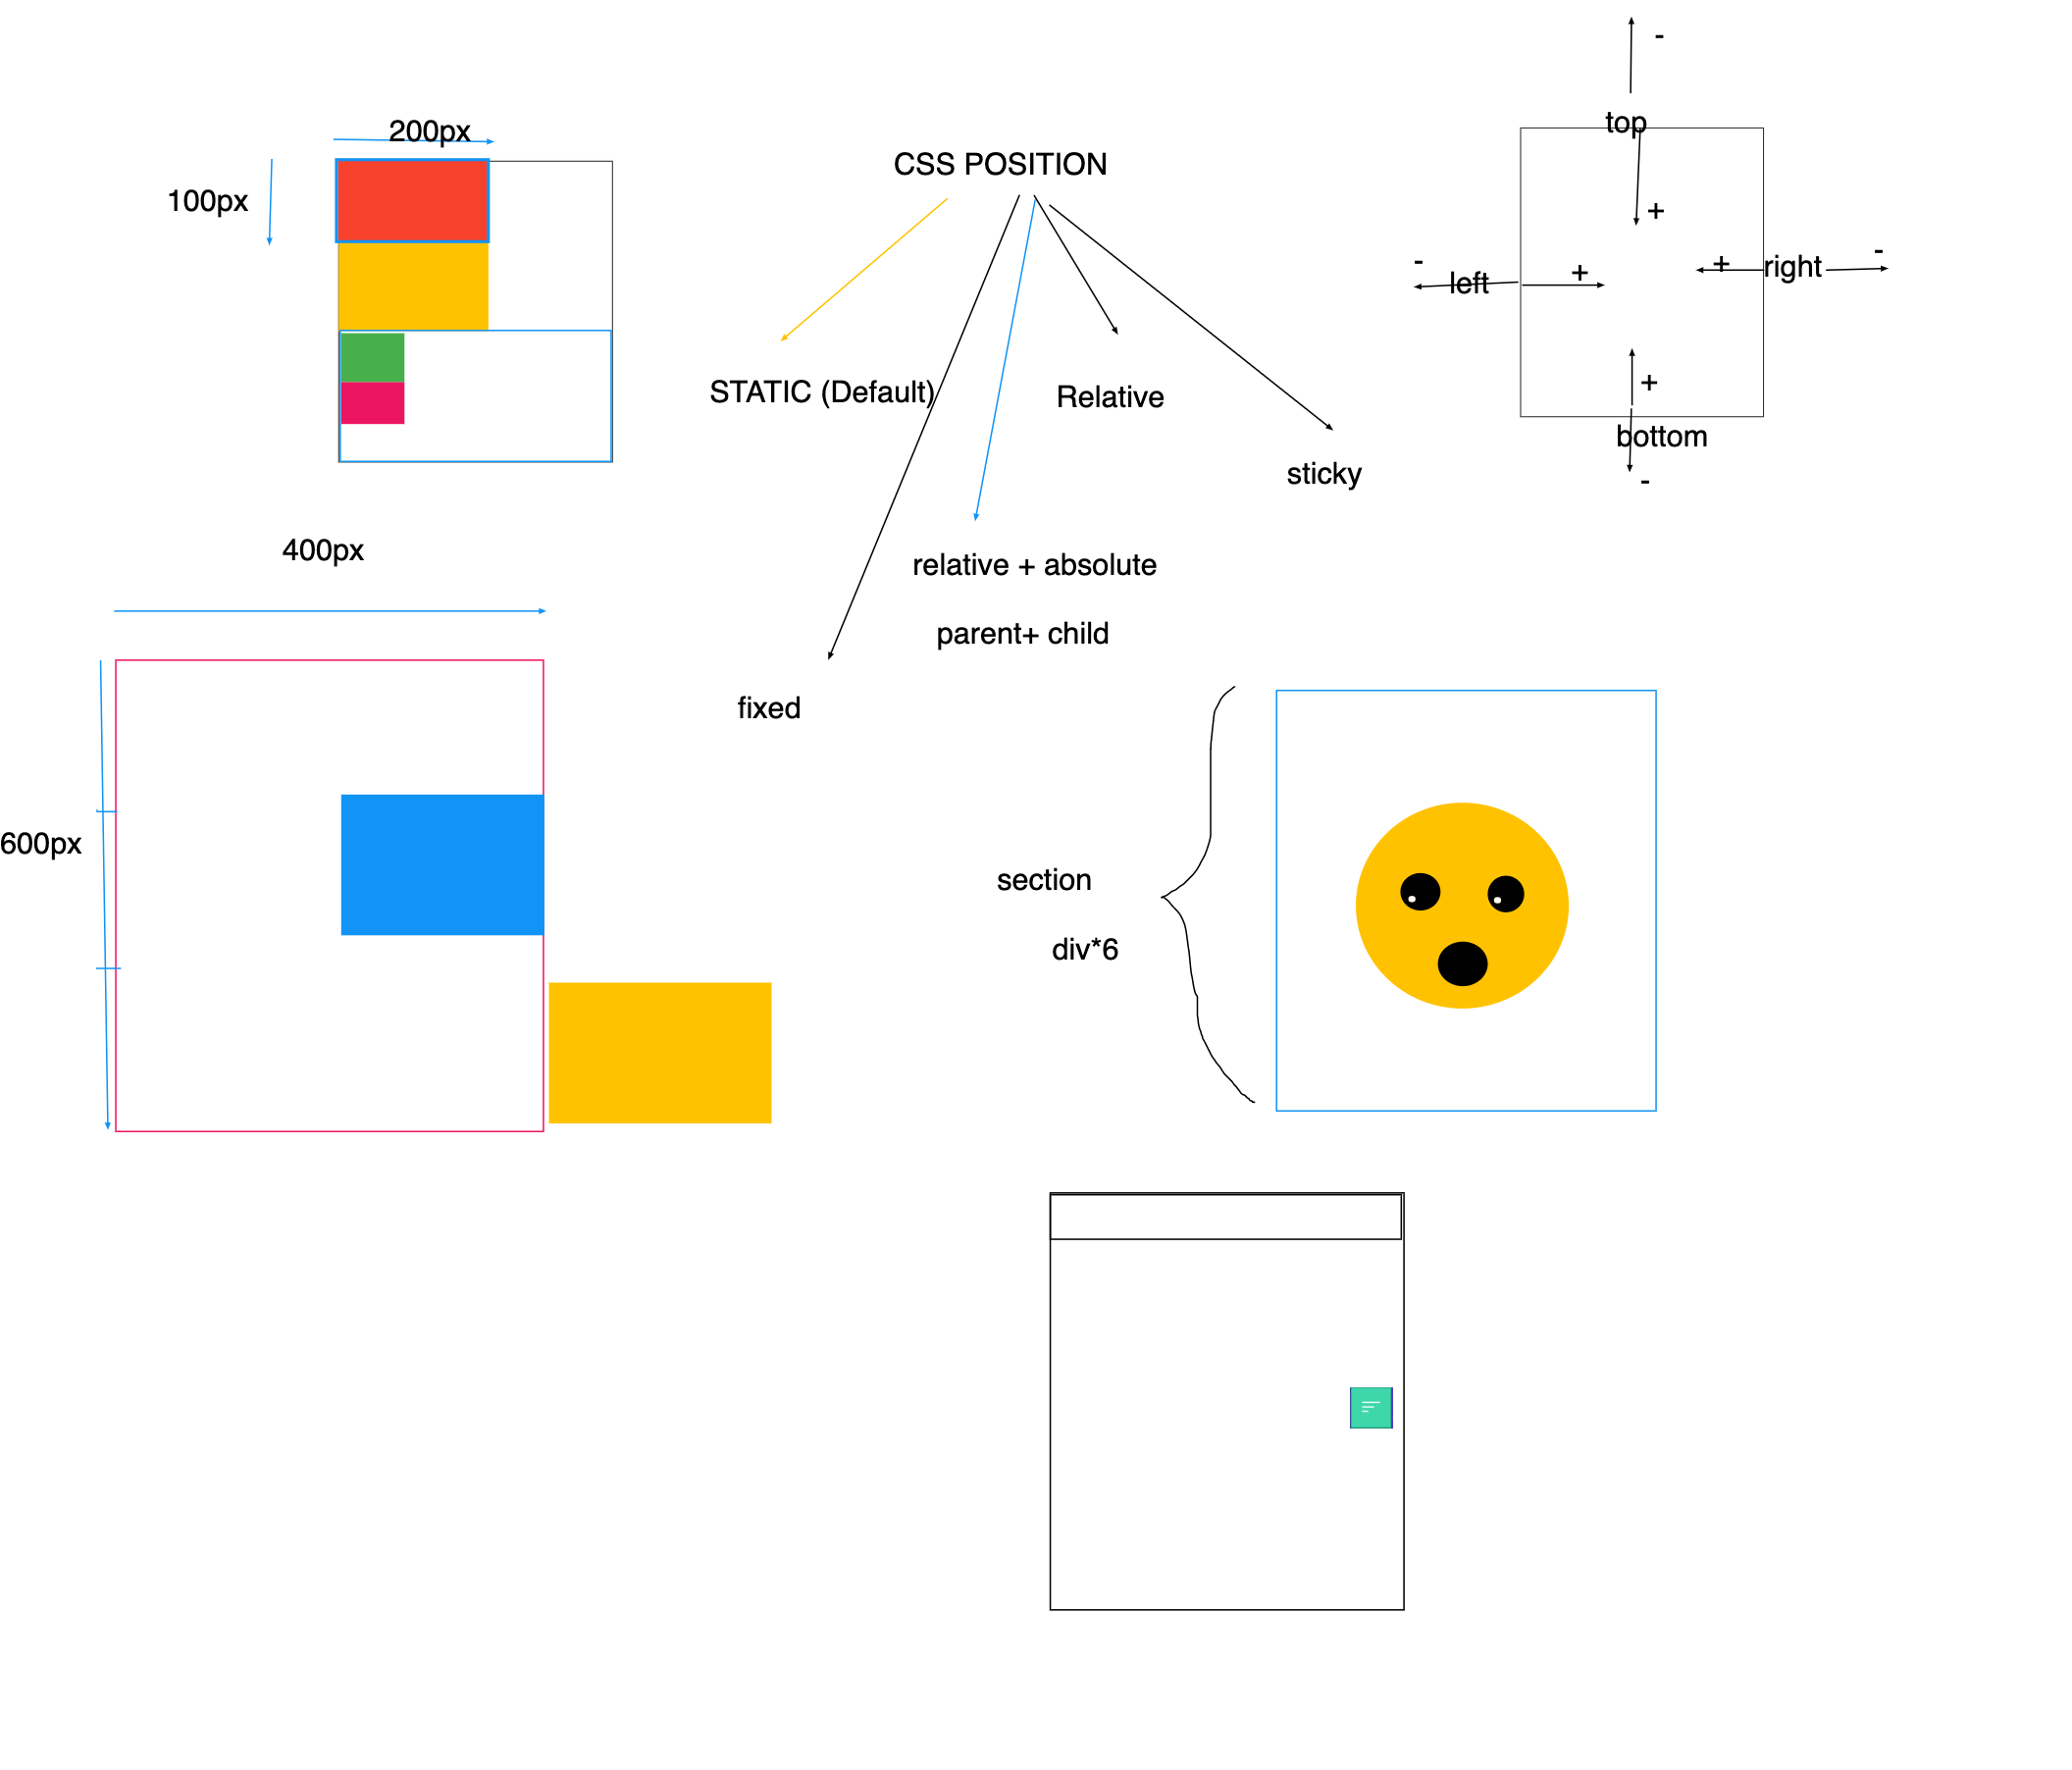 200px
100px
CSS POSITION
STATIC (Default)
Relative
sticky
relative + absolute
parent+ child
fixed
-
top
+
-
left
+
+
right
-
+
bottom
-
400px
600px
section
div*6